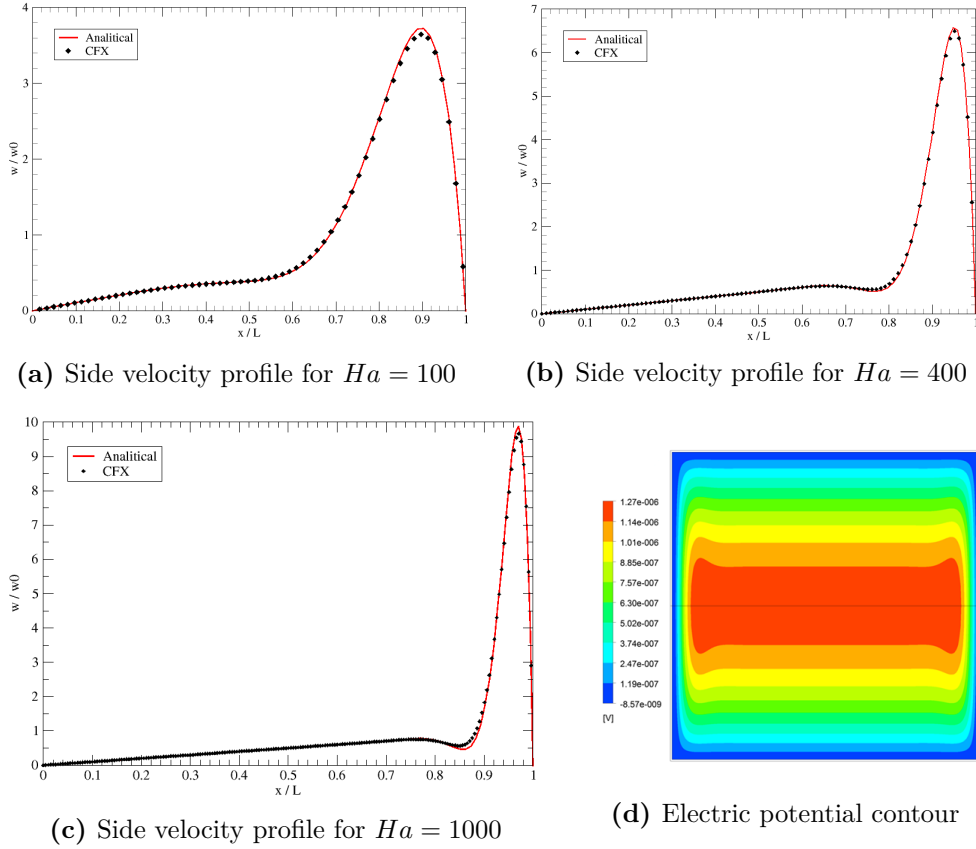 4
3
2
1
0
w / w0
0
0.1
0.2
0.3
0.4
0.5
0.6
0.7
0.8
0.9
1
x / L
Analitical
CFX
(a) Side velocity profile for Ha = 100
7
6
5
4
3
2
1
0
w / w0
0
0.1
0.2
0.3
0.4
0.5
0.6
0.7
0.8
0.9
1
x / L
Analitical
CFX
(b) Side velocity profile for Ha = 400
10
9
8
7
6
5
4
3
2
1
0
w / w0
0
0.1
0.2
0.3
0.4
0.5
0.6
0.7
0.8
0.9
1
x / L
Analitical
CFX
(c) Side velocity profile for Ha = 1000
1.27e-006
1.14e-006
1.01e-006
8.85e-007
7.57e-007
6.30e-007
5.02e-007
3.74e-007
2.47e-007
1.19e-007
-8.57e-009
[V]
(d) Electric potential contour